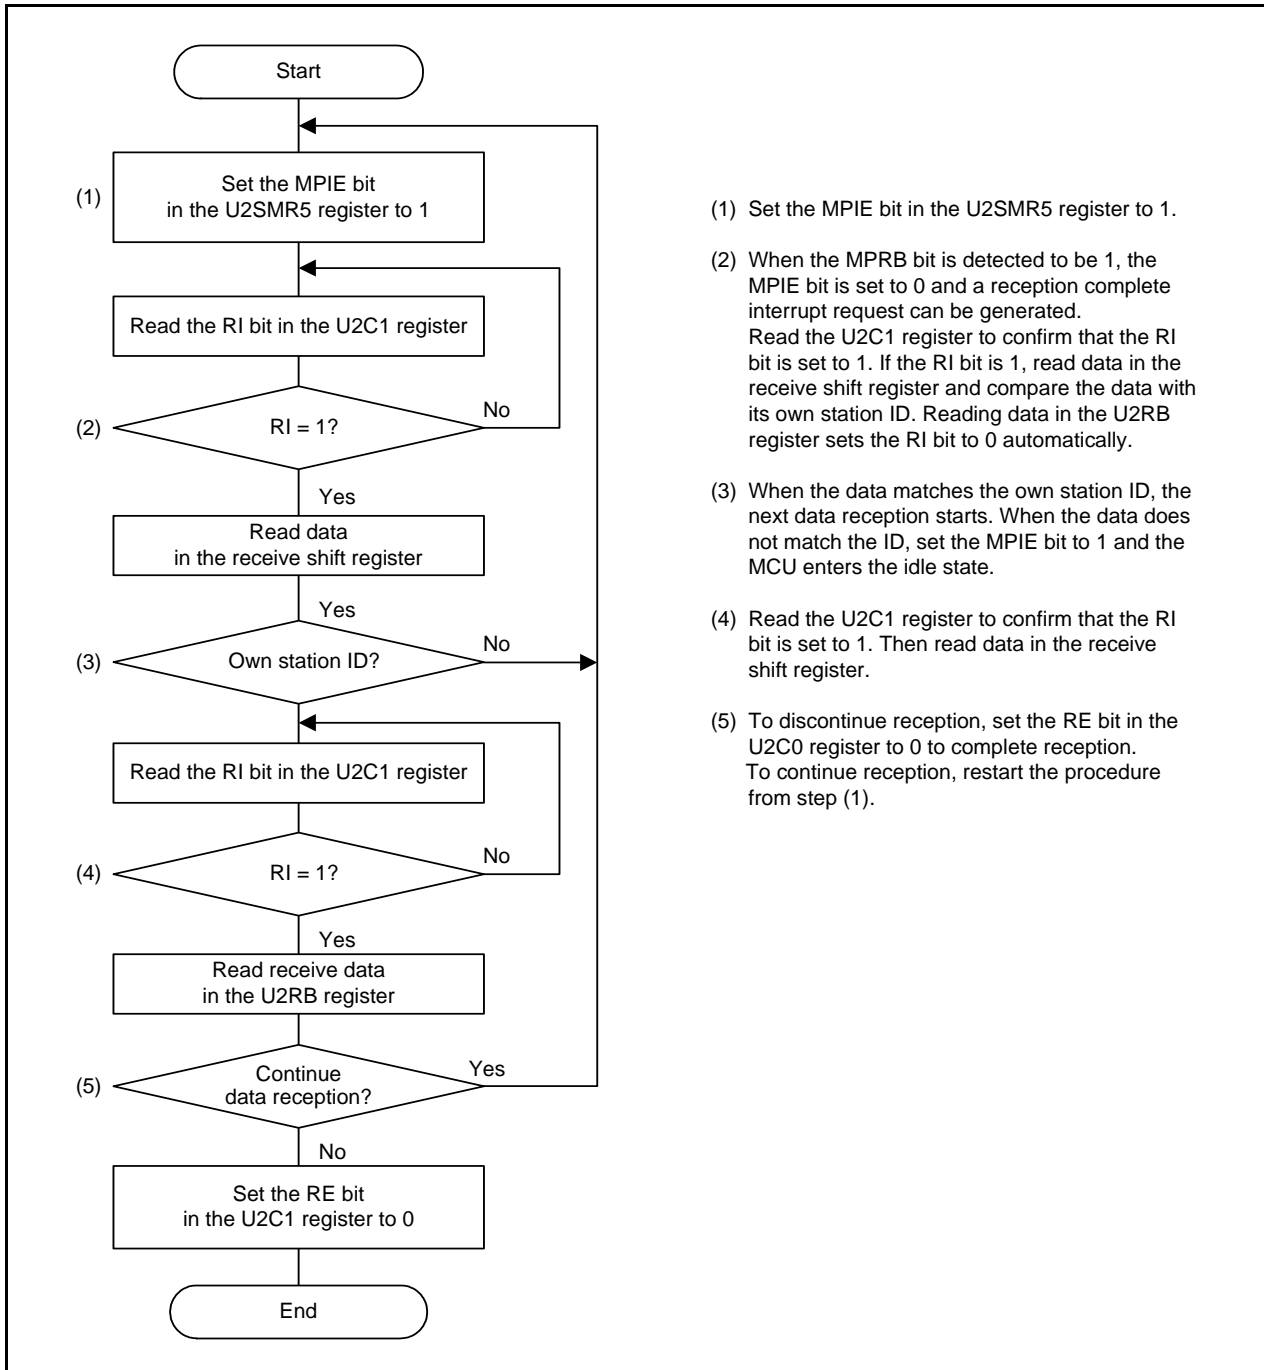 Start
(1)
Set the MPIE bit
in the U2SMR5 register to 1
Read the RI bit in the U2C1 register
(2)
RI = 1?
No
Yes
Read data
in the receive shift register
Yes
(3)
Own station ID?
No
Read the RI bit in the U2C1 register
(4)
RI = 1?
No
Yes
Read receive data
in the U2RB register
(5)
Continue
data reception?
Yes
No
Set the RE bit
in the U2C1 register to 0
End
(1) Set the MPIE bit in the U2SMR5 register to 1.
(2) When the MPRB bit is detected to be 1, the
MPIE bit is set to 0 and a reception complete
interrupt request can be generated.
Read the U2C1 register to confirm that the RI
bit is set to 1. If the RI bit is 1, read data in the
receive shift register and compare the data with
its own station ID. Reading data in the U2RB
register sets the RI bit to 0 automatically.
(3) When the data matches the own station ID, the
next data reception starts. When the data does
not match the ID, set the MPIE bit to 1 and the
MCU enters the idle state.
(4) Read the U2C1 register to confirm that the RI
bit is set to 1. Then read data in the receive
shift register.
(5) To discontinue reception, set the RE bit in the
U2C0 register to 0 to complete reception.
To continue reception, restart the procedure
from step (1).